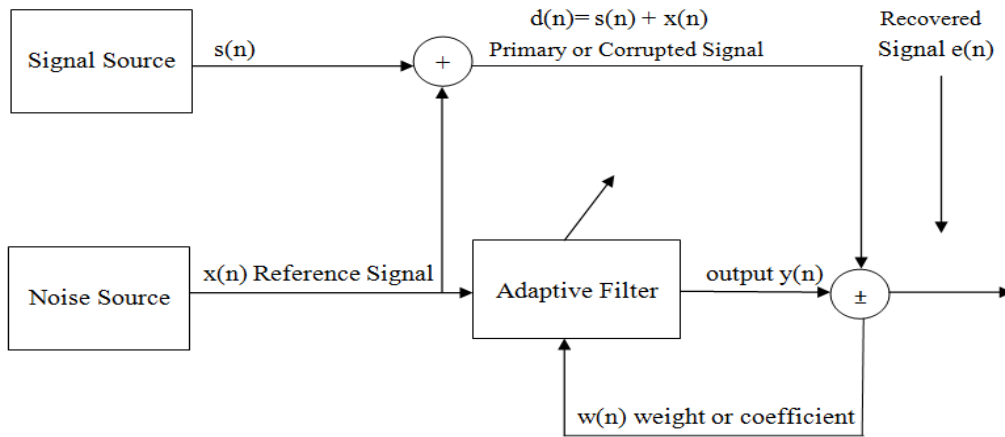 Signal Source
s(n)
+
d(n)= s(n) + x(n)
Primary or Corrupted Signal
Recovered
Signal e(n)
Noise Source
x(n) Reference Signal
Adaptive Filter
output y(n)
±
w(n) weight or coefficient